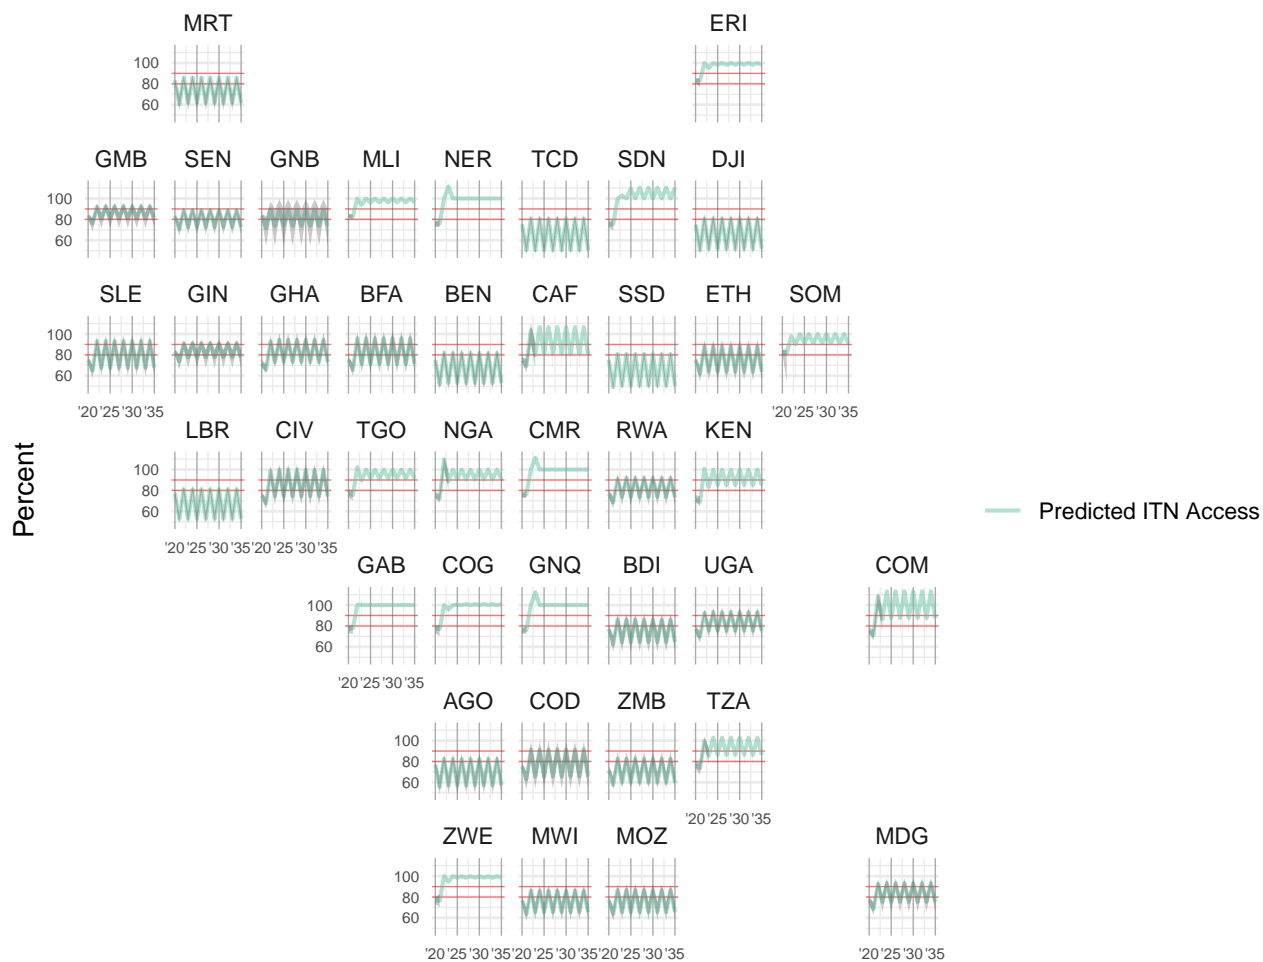 MRT ERI
100
80
60
GMB SEN GNB MLI NER TCD SDN DJI
100
80
60
SLE GIN GHA BFA BEN CAF SSD ETH SOM
100
80
60
'20 '25 '30 '35 '20 '25 '30 '35
LBR CIV TGO NGA CMR RWA KEN
100
80
60
Percent
Predicted ITN Access
'20 '25 '30 '35 '20 '25 '30 '35
GAB COG GNQ BDI UGA COM
100
80
60
'20 '25 '30 '35
AGO COD ZMB TZA
100
80
60
'20 '25 '30 '35
ZWE MWI MOZ MDG
100
80
60
'20 '25 '30 '35 '20 '25 '30 '35 '20 '25 '30 '35 '20 '25 '30 '35